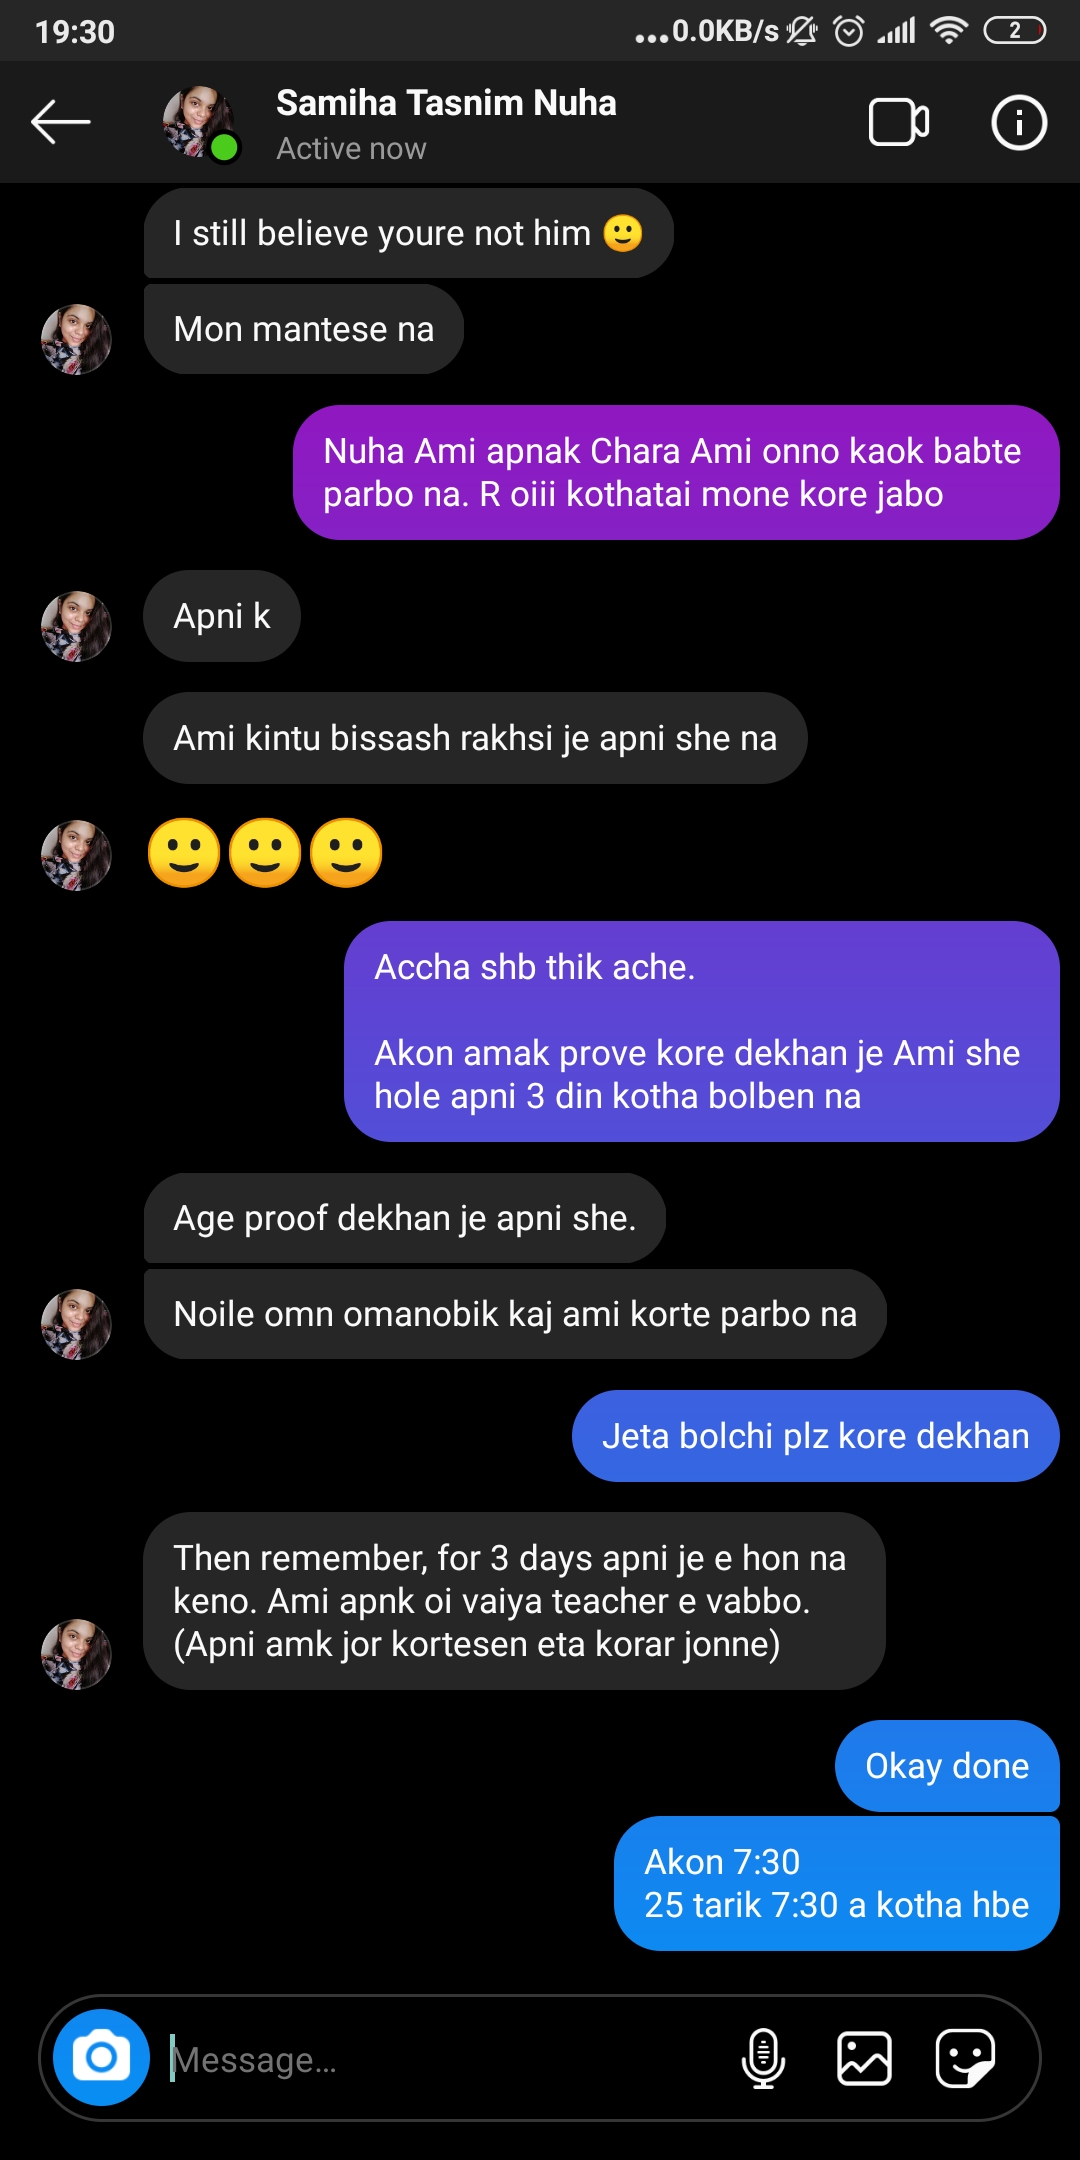 19:30
...0.0KB/s
2
Samiha Tasnim Nuha
Active now
I still believe youre not him 🙂
Mon mantese na
Nuha Ami apnak Chara Ami onno kaok babte
parbo na. R oiii kothatai mone kore jabo
Apni k
Ami kintu bissash rakhsi je apni she na
🙂🙂🙂
Accha shb thik ache.
Akon amak prove kore dekhan je Ami she
hole apni 3 din kotha bolben na
Age proof dekhan je apni she.
Noile omn omanobik kaj ami korte parbo na
Jeta bolchi plz kore dekhan
Then remember, for 3 days apni je e hon na
keno. Ami apnk oi vaiya teacher e vabbo.
(Apni amk jor kortesen eta korar jonne)
Okay done
Akon 7:30
25 tarik 7:30 a kotha hbe
Message...